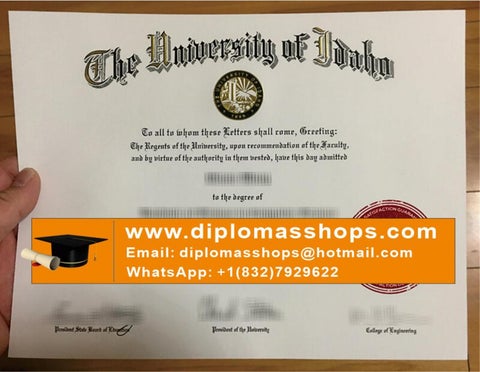 The University of Idaho
To all to whom these Letters shall come, Greeting:
The Regents of the University, upon recommendation of the Faculty,
and by virtue of the authority in them vested, have this day admitted
to the degree of
SATISFACTION GUARAN
www.diplomasshops.com
Email: diplomasshops@hotmail.com
WhatsApp: +1(832)7929622
President State Board of Education
President of the University
College of Engineering